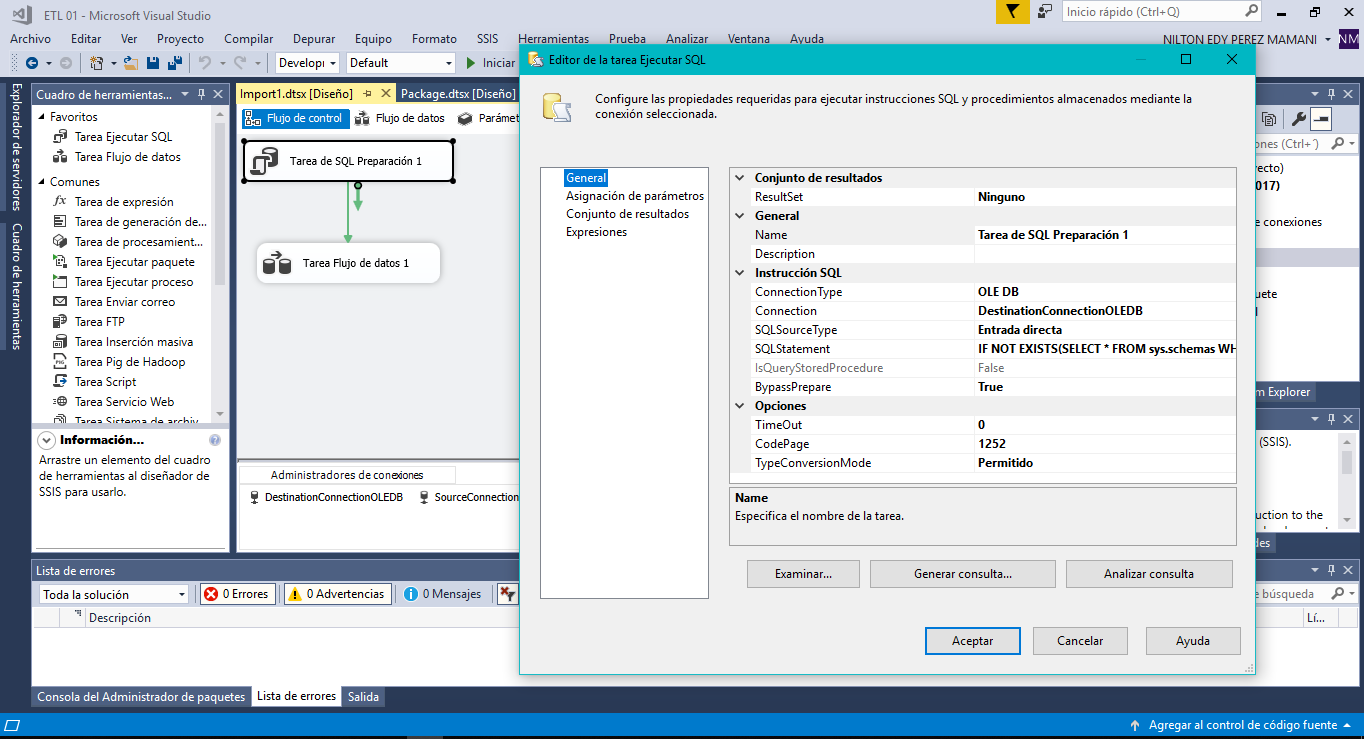 ETL 01 - Microsoft Visual Studio
Inicio rápido (Ctrl+Q)
Archivo Editar Ver Proyecto Compilar Depurar Equipo Formato SSIS Herramientas Prueba Analizar Ventana Ayuda
NILTON EDY PEREZ MAMANI NM
Developı Default Iniciar
Explorador de servidores
Cuadro de herramientas
Cuadro de herramientas...
Favoritos
Tarea Ejecutar SQL
Tarea Flujo de datos
Comunes
Tarea de expresión
Tarea de generación de...
Tarea de procesamient...
Tarea Ejecutar paquete
Tarea Ejecutar proceso
Tarea Enviar correo
Tarea FTP
Tarea Inserción masiva
Tarea Pig de Hadoop
Tarea Script
Tarea Servicio Web
Tarea Sistema de archiv
Información...
Arrastre un elemento del cuadro
de herramientas al diseñador de
SSIS para usarlo.
Import1.dtsx [Diseño] Package.dtsx [Diseño]
Flujo de control Flujo de datos Parámet
Tarea de SQL Preparación 1
Tarea Flujo de datos 1
Administradores de conexiones
DestinationConnectionOLEDB SourceConnection
Editor de la tarea Ejecutar SQL
Configure las propiedades requeridas para ejecutar instrucciones SQL y procedimientos almacenados mediante la
conexión seleccionada.
General
Asignación de parámetros
Conjunto de resultados
Expresiones
Conjunto de resultados
ResultSet Ninguno
General
Name Tarea de SQL Preparación 1
Description
Instrucción SQL
ConnectionType OLE DB
Connection DestinationConnectionOLEDB
SQLSourceType Entrada directa
SQLStatement IF NOT EXISTS(SELECT * FROM sys.schemas WH
IsQueryStoredProcedure False
BypassPrepare True
Opciones
TimeOut 0
CodePage 1252
TypeConversionMode Permitido
Name
Especifica el nombre de la tarea.
Examinar... Generar consulta... Analizar consulta
Aceptar Cancelar Ayuda
ones (Ctrl+´)
ecto)
017)
e conexiones
uete
m Explorer
(SSIS).
uction to the
des
Lista de errores
Toda la solución 0 Errores 0 Advertencias 0 Mensajes
e búsqueda
Descripción
Lí...
Consola del Administrador de paquetes Lista de errores Salida
Agregar al control de código fuente